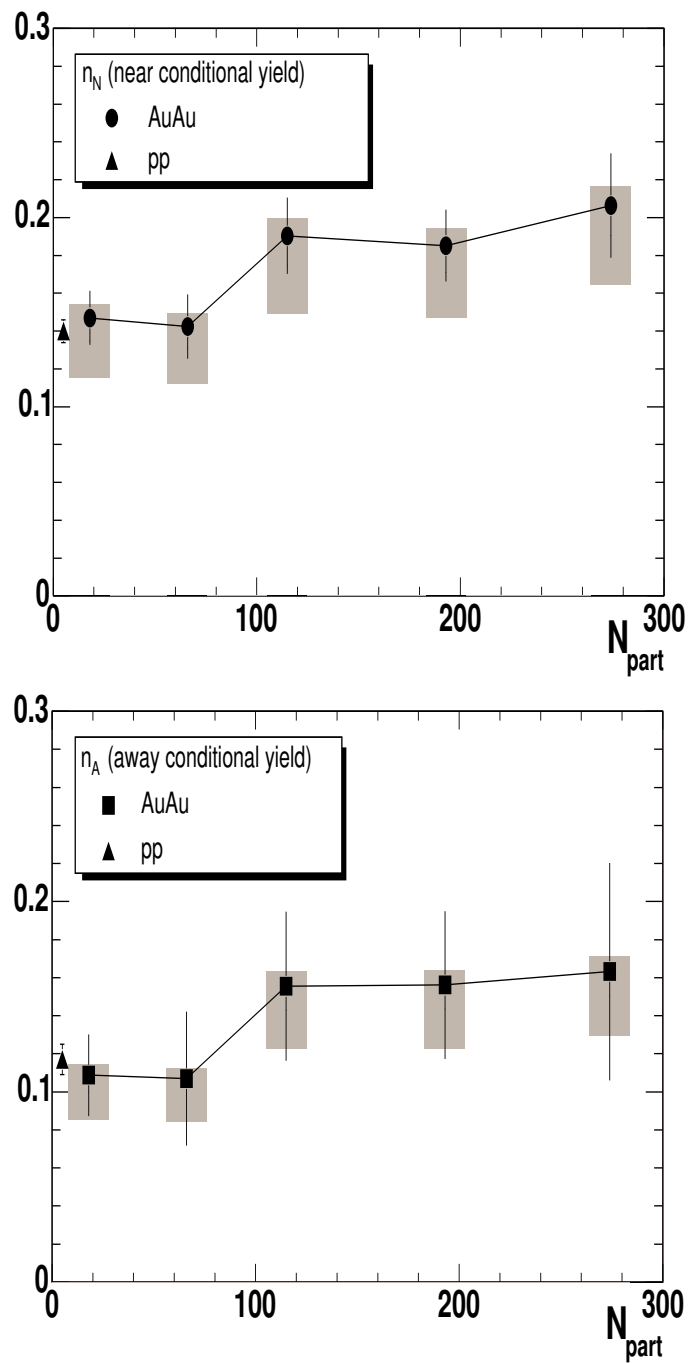 0.3
n_N (near conditional yield)
AuAu
pp
0.2
0.1
0
0 100 200 300
N_part
0.3
n_A (away conditional yield)
AuAu
pp
0.2
0.1
0
0 100 200 300
N_part